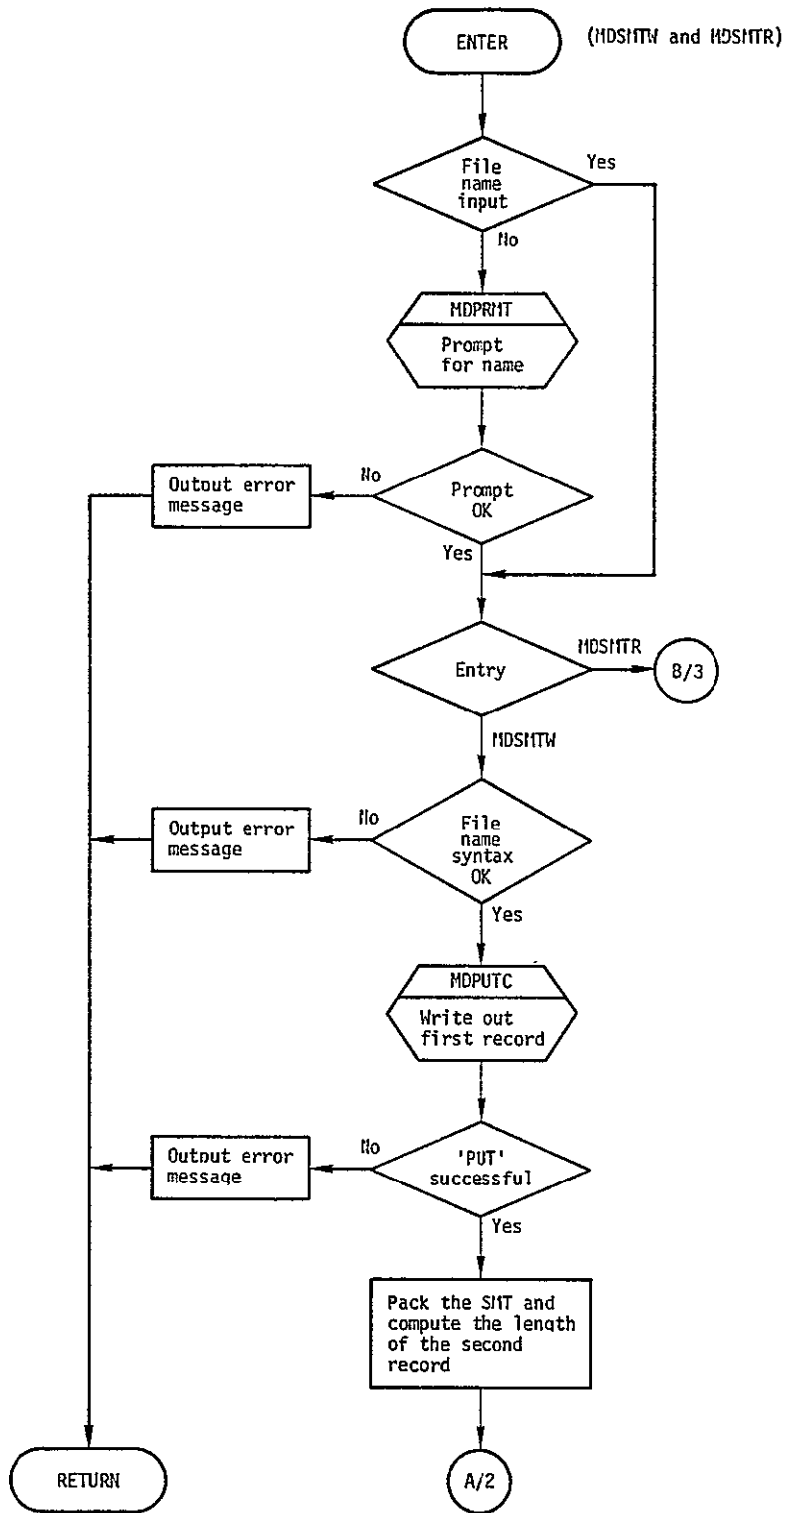 ENTER
(MDSMTW and MDSMTR)
File
name
input
Yes
No
MDPRMT
Prompt
for name
Output error
message
No
Prompt
OK
Yes
Entry
MDSMTR
B/3
MDSMTW
Output error
message
No
File
name
syntax
OK
Yes
MDPUTC
Write out
first record
Output error
message
No
'PUT'
successful
Yes
Pack the SMT and
compute the length
of the second
record
RETURN
A/2